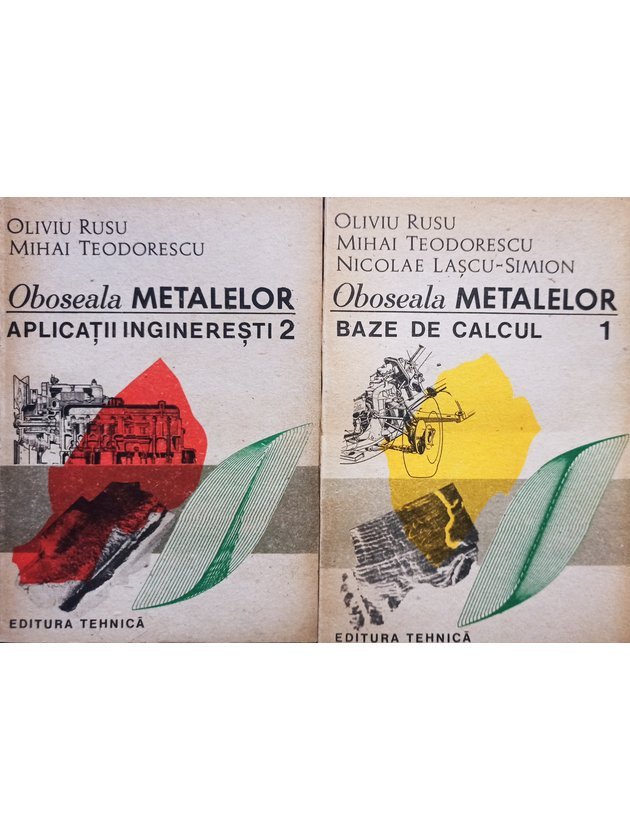 OLIVIU RUSU
MIHAI TEODORESCU
Oboseala METALELOR
APLICAȚII INGINEREȘTI 2
EDITURA TEHNICĂ
OLIVIU RUSU
MIHAI TEODORESCU
NICOLAE LAȘCU-SIMION
Oboseala METALELOR
BAZE DE CALCUL 1
EDITURA TEHNICĂ